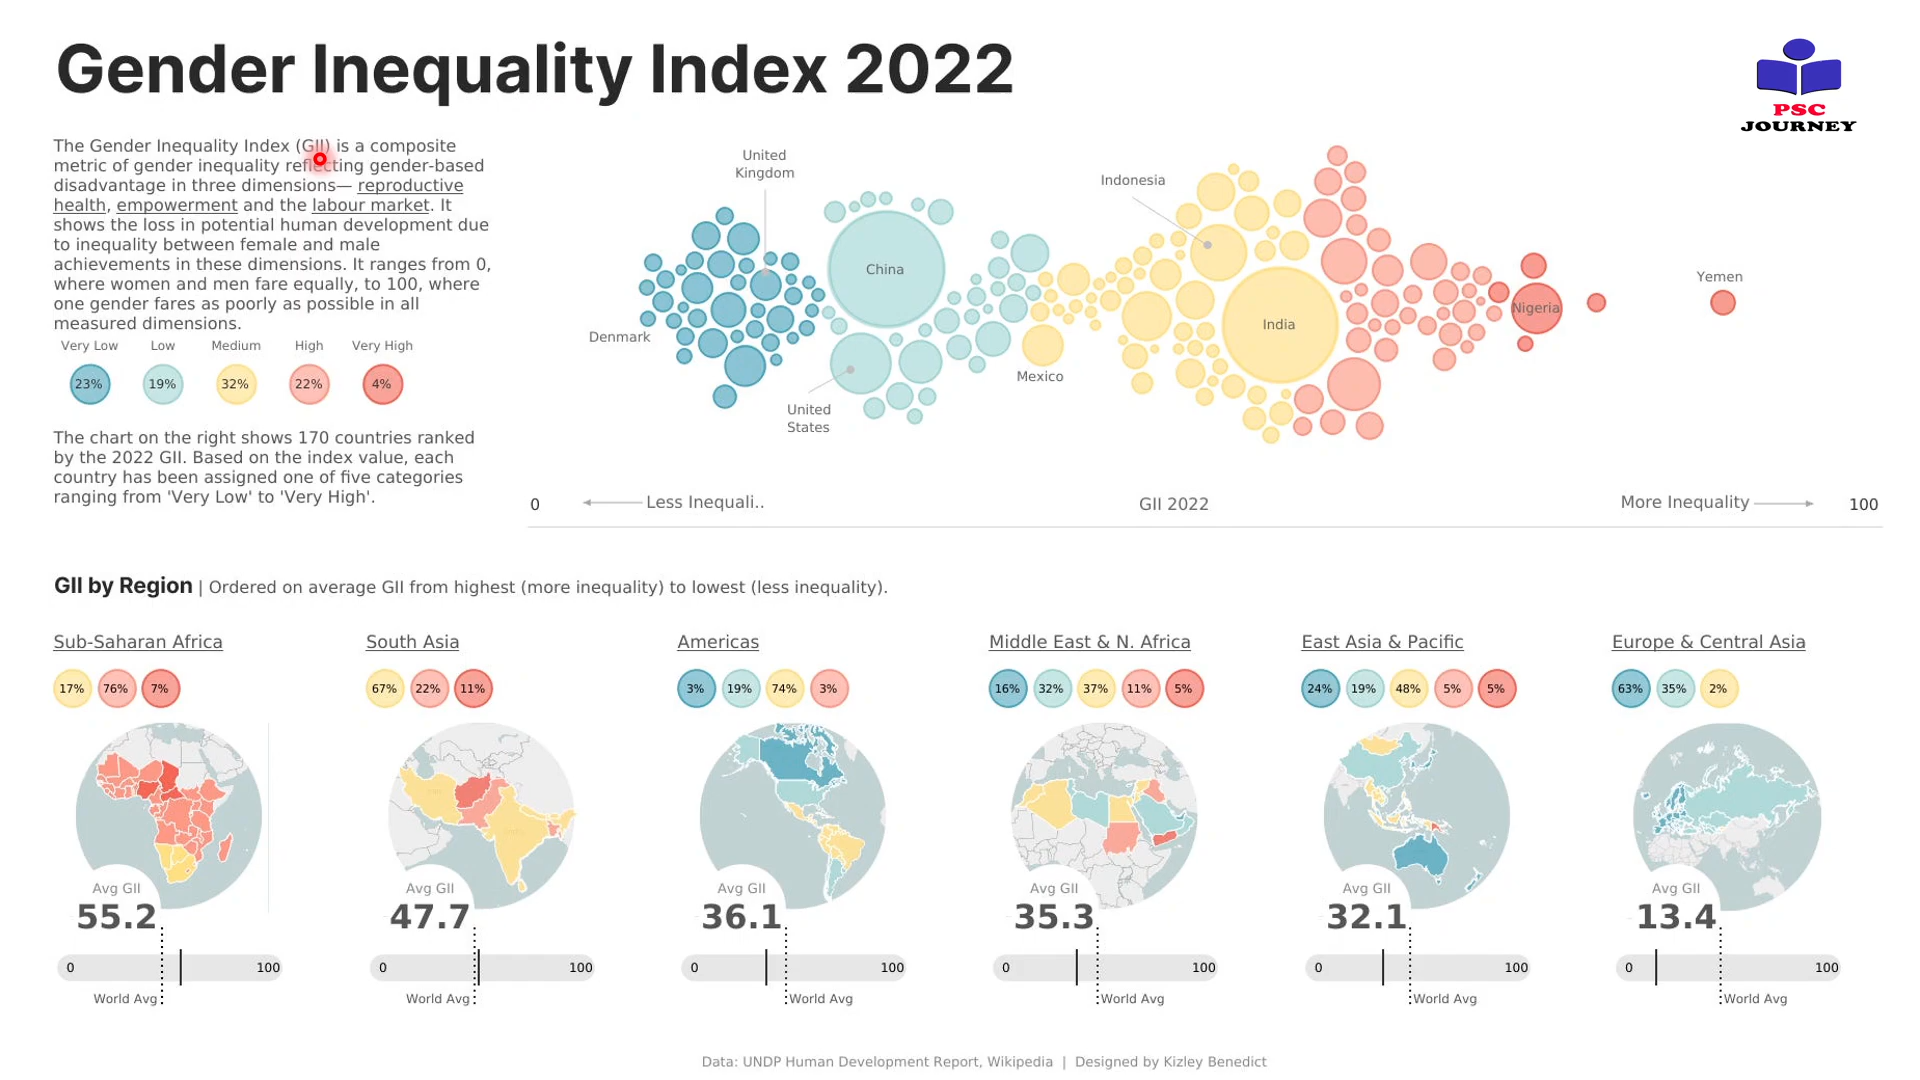 Gender Inequality Index 2022
PSC
JOURNEY
The Gender Inequality Index (GII) is a composite
metric of gender inequality reflecting gender-based
disadvantage in three dimensions— reproductive
health, empowerment and the labour market. It
shows the loss in potential human development due
to inequality between female and male
achievements in these dimensions. It ranges from 0,
where women and men fare equally, to 100, where
one gender fares as poorly as possible in all
measured dimensions.
Very Low Low Medium High Very High
23% 19% 32% 22% 4%
The chart on the right shows 170 countries ranked
by the 2022 GII. Based on the index value, each
country has been assigned one of five categories
ranging from 'Very Low' to 'Very High'.
United
Kingdom
Indonesia
China
Yemen
Nigeria
India
Denmark
Mexico
United
States
0 Less Inequali.. GII 2022 More Inequality 100
GII by Region | Ordered on average GII from highest (more inequality) to lowest (less inequality).
Sub-Saharan Africa
17% 76% 7%
Avg GII
55.2
0 100
World Avg
South Asia
67% 22% 11%
Avg GII
47.7
0 100
World Avg
Americas
3% 19% 74% 3%
Avg GII
36.1
0 100
World Avg
Middle East & N. Africa
16% 32% 37% 11% 5%
Avg GII
35.3
0 100
World Avg
East Asia & Pacific
24% 19% 48% 5% 5%
Avg GII
32.1
0 100
World Avg
Europe & Central Asia
63% 35% 2%
Avg GII
13.4
0 100
World Avg
Data: UNDP Human Development Report, Wikipedia | Designed by Kizley Benedict